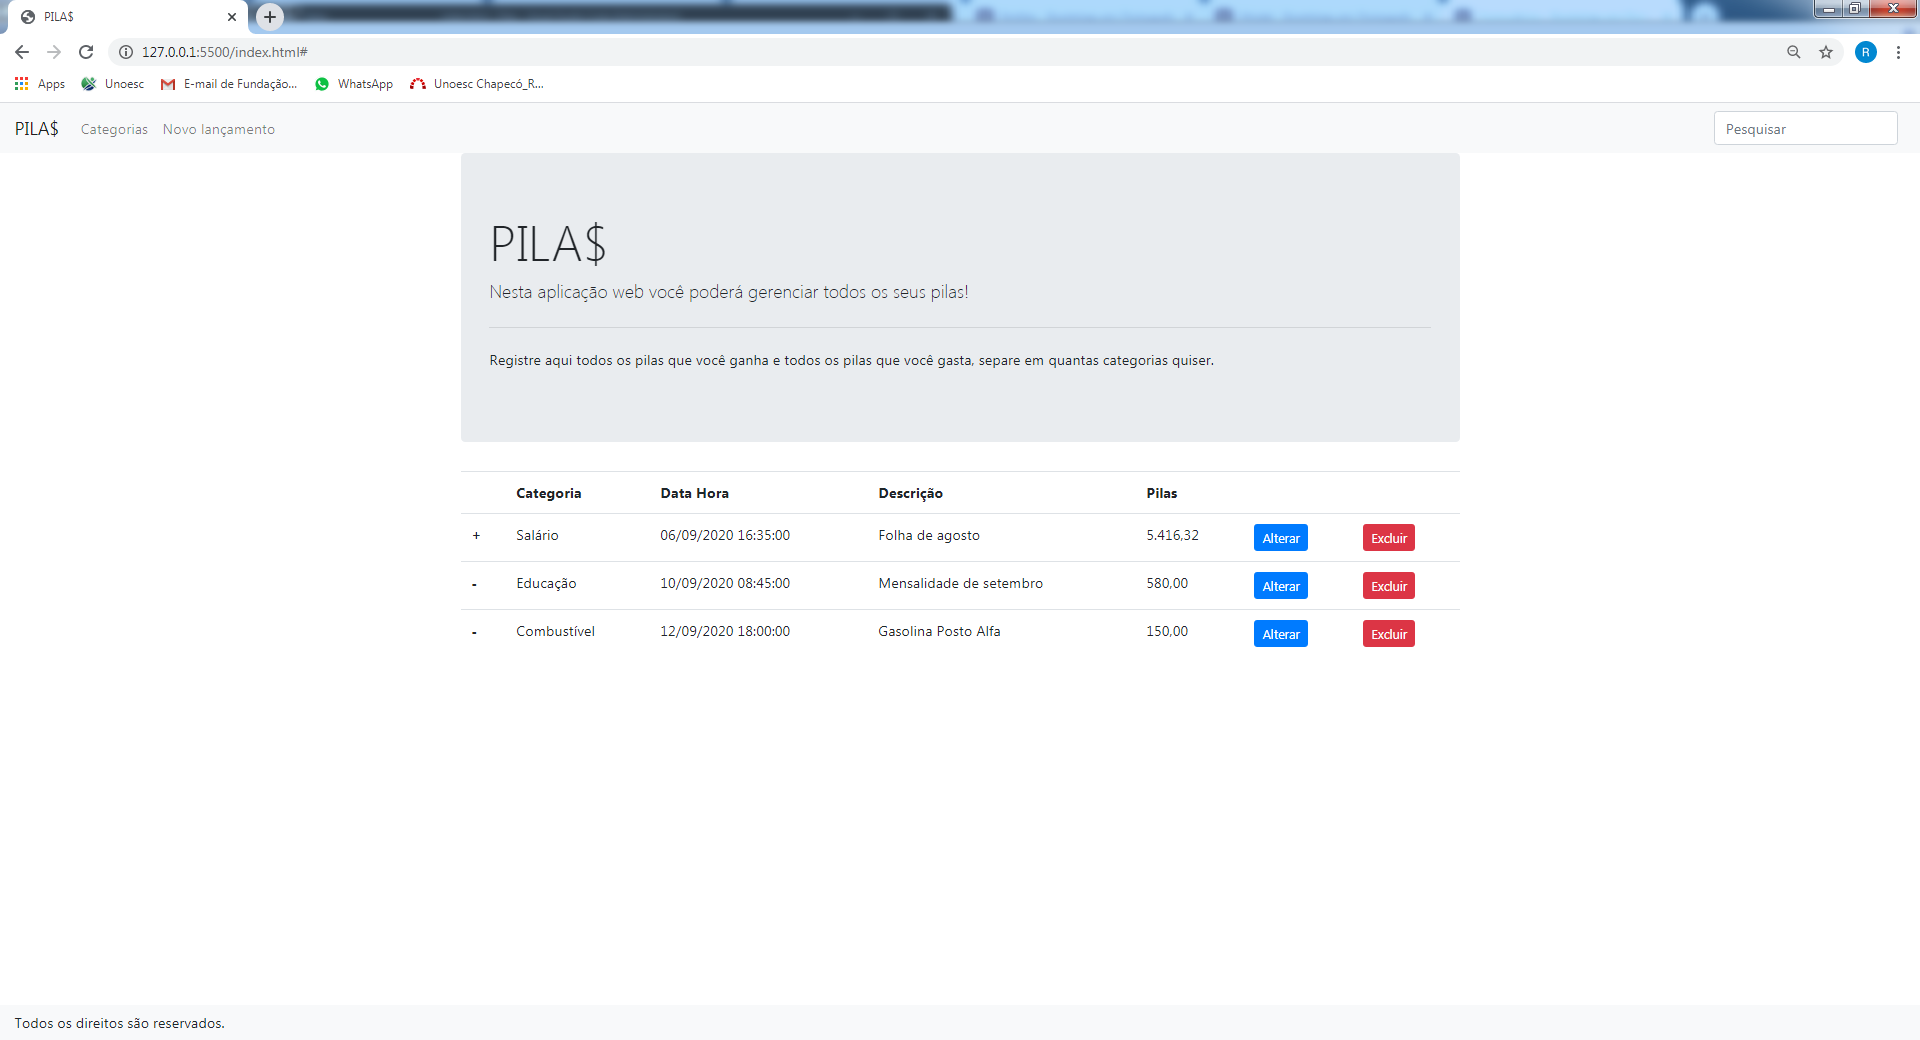 PILA$
127.0.0.1:5500/index.html#
R
Apps Unoesc E-mail de Fundação... WhatsApp Unoesc Chapecó_R...
PILA$ Categorias Novo lançamento Pesquisar
PILA$
Nesta aplicação web você poderá gerenciar todos os seus pilas!
Registre aqui todos os pilas que você ganha e todos os pilas que você gasta, separe em quantas categorias quiser.
Categoria Data Hora Descrição Pilas
+ Salário 06/09/2020 16:35:00 Folha de agosto 5.416,32 Alterar Excluir
- Educação 10/09/2020 08:45:00 Mensalidade de setembro 580,00 Alterar Excluir
- Combustível 12/09/2020 18:00:00 Gasolina Posto Alfa 150,00 Alterar Excluir
Todos os direitos são reservados.